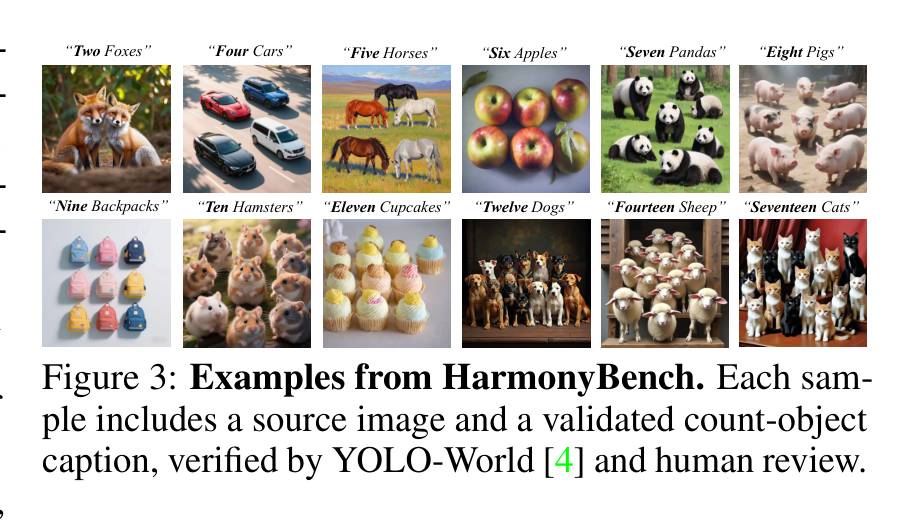 “Two Foxes” “Four Cars” “Five Horses” “Six Apples” “Seven Pandas” “Eight Pigs”
“Nine Backpacks” “Ten Hamsters” “Eleven Cupcakes” “Twelve Dogs” “Fourteen Sheep” “Seventeen Cats”
Figure 3: Examples from HarmonyBench. Each sam-
ple includes a source image and a validated count-object
caption, verified by YOLO-World [4] and human review.